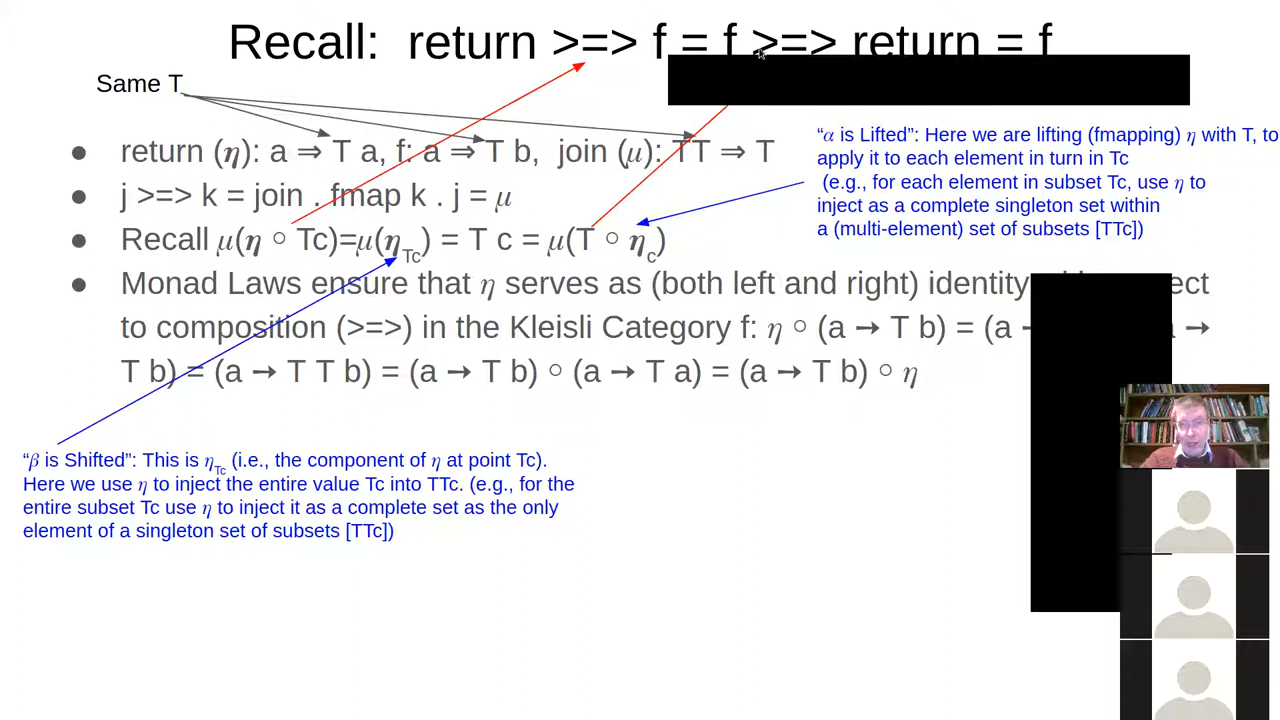 Recall: return >=> f = f >=> return = f
Same T
● return (η): a ⇒ T a, f: a ⇒ T b, join (μ): TT ⇒ T
● j >=> k = join . fmap k . j = μ
● Recall μ(η ○ Tc)=μ(η_Tc) = T c = μ(T ○ η_c)
● Monad Laws ensure that η serves as (both left and right) identity
to composition (>=>) in the Kleisli Category f: η ○ (a → T b) = (a →
T b) = (a → T T b) = (a → T b) ○ (a → T a) = (a → T b) ○ η
“α is Lifted”: Here we are lifting (fmapping) η with T, to
apply it to each element in turn in Tc
(e.g., for each element in subset Tc, use η to
inject as a complete singleton set within
a (multi-element) set of subsets [TTc])
“β is Shifted”: This is η_Tc (i.e., the component of η at point Tc).
Here we use η to inject the entire value Tc into TTc. (e.g., for the
entire subset Tc use η to inject it as a complete set as the only
element of a singleton set of subsets [TTc])